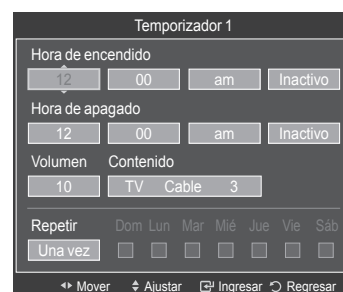 Temporizador 1
Hora de encendido
12 00 am Inactivo
Hora de apagado
12 00 am Inactivo
Volumen Contenido
10 TV Cable 3
Repetir Dom Lun Mar Mié Jue Vie Sáb
Una vez
Mover Ajustar Ingresar Regresar